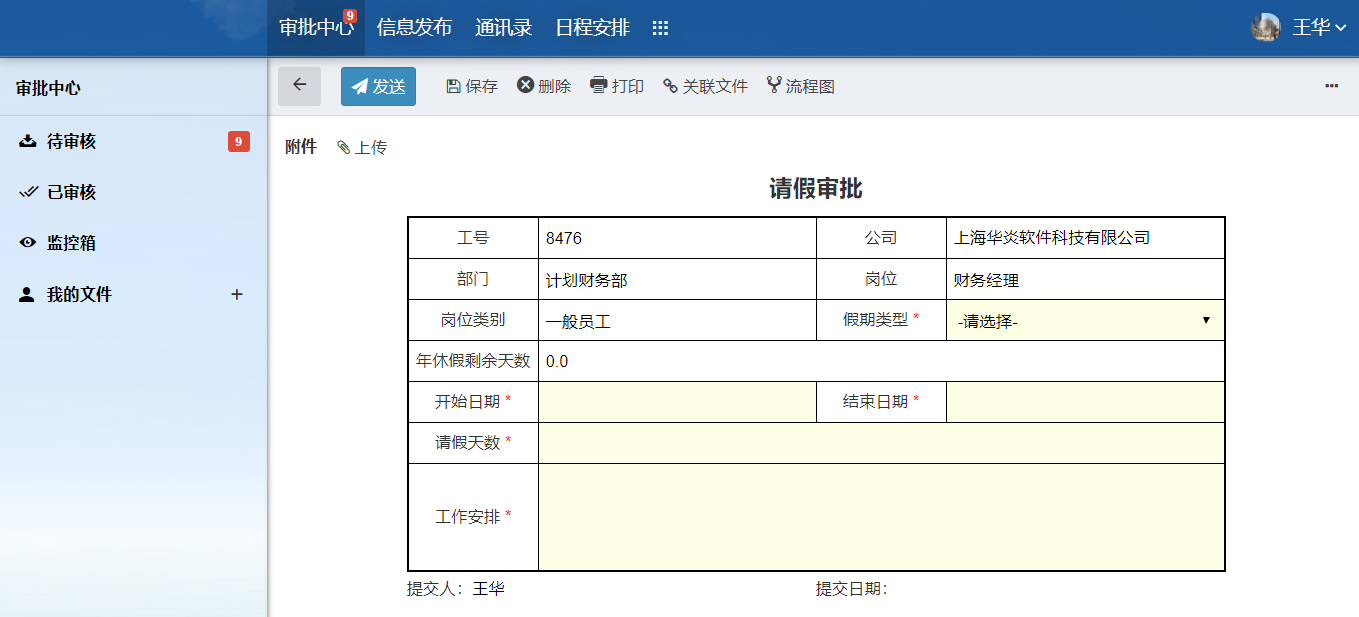 审批中心 9 信息发布 通讯录 日程安排 王华
审批中心
发送 保存 删除 打印 关联文件 流程图
待审核 9
已审核
监控箱
我的文件
附件 上传
请假审批
工号 8476 公司 上海华炎软件科技有限公司
部门 计划财务部 岗位 财务经理
岗位类别 一般员工 假期类型 * -请选择-
年休假剩余天数 0.0
开始日期 * 结束日期 *
请假天数 *
工作安排 *
提交人： 王华 提交日期：